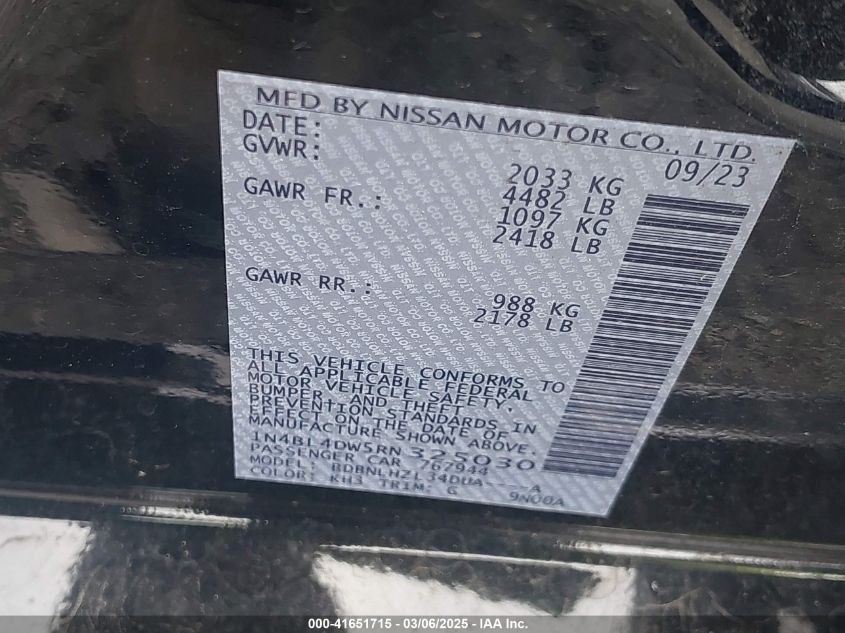 MFD BY NISSAN MOTOR CO., LTD.
DATE: 09/23
GVWR: 2033 KG
4482 LB
GAWR FR.: 1097 KG
2418 LB
GAWR RR.: 988 KG
2178 LB
THIS VEHICLE CONFORMS TO
ALL APPLICABLE FEDERAL
MOTOR VEHICLE SAFETY,
BUMPER, AND THEFT
PREVENTION STANDARDS IN
EFFECT ON THE DATE OF
MANUFACTURE SHOWN ABOVE.
1N4BL4DW5RN325030
PASSENGER CAR 767944
MODEL: BDBNLHZL34DUA----A
COLOR: KH3 TRIM: G 9N00A
000-41651715 - 03/06/2025 - IAA Inc.